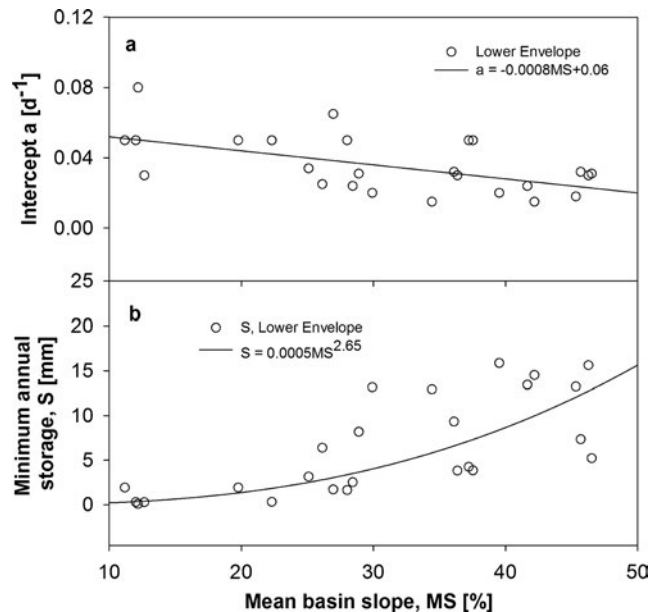 0.12
a
Lower Envelope
a = -0.0008MS+0.06
0.08
0.04
0.00
Intercept a [d⁻¹]
25
b
S, Lower Envelope
S = 0.0005MS^2.65
20
15
10
5
0
Minimum annual
storage, S [mm]
10 20 30 40 50
Mean basin slope, MS [%]